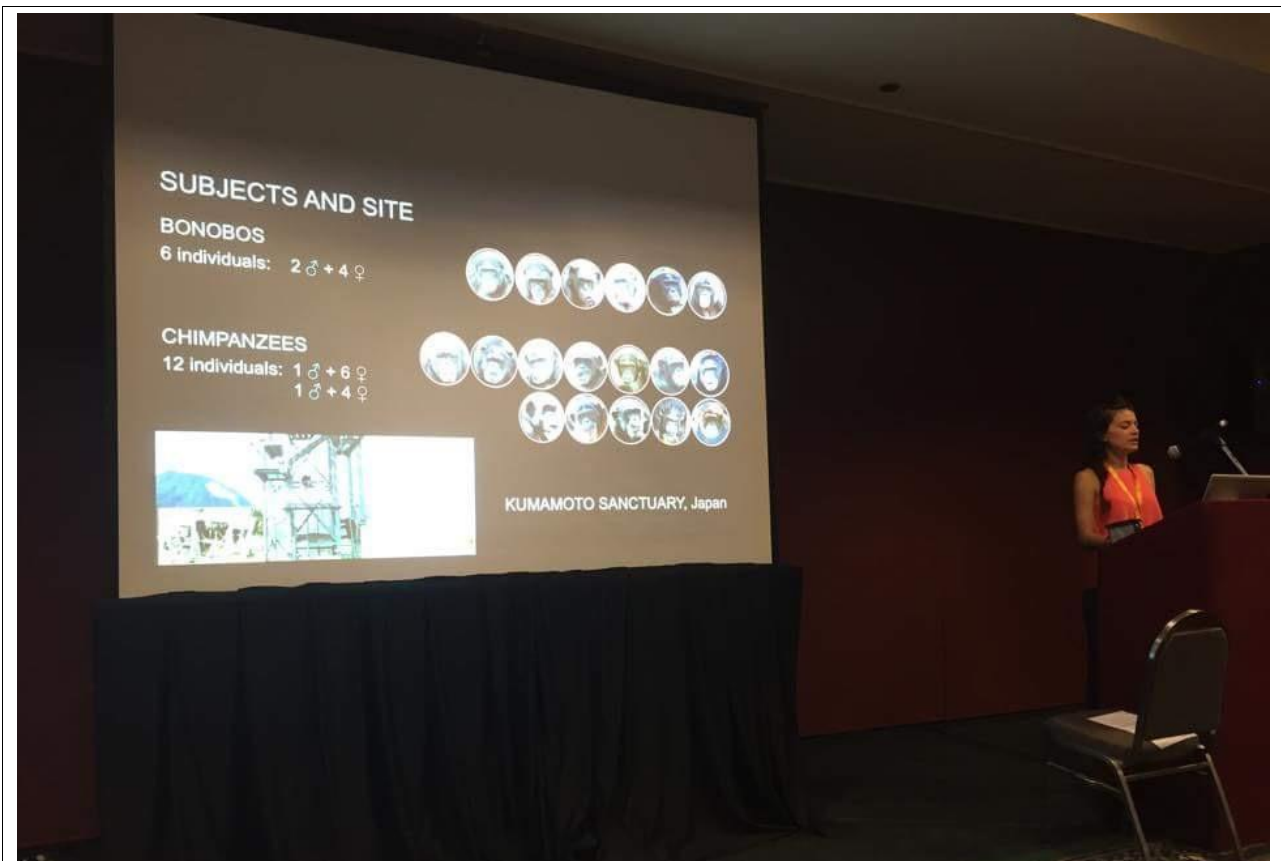 SUBJECTS AND SITE
BONOBOS
6 individuals: 2 ♂ + 4 ♀
CHIMPANZEES
12 individuals: 1 ♂ + 6 ♀
1 ♂ + 4 ♀
KUMAMOTO SANCTUARY, Japan